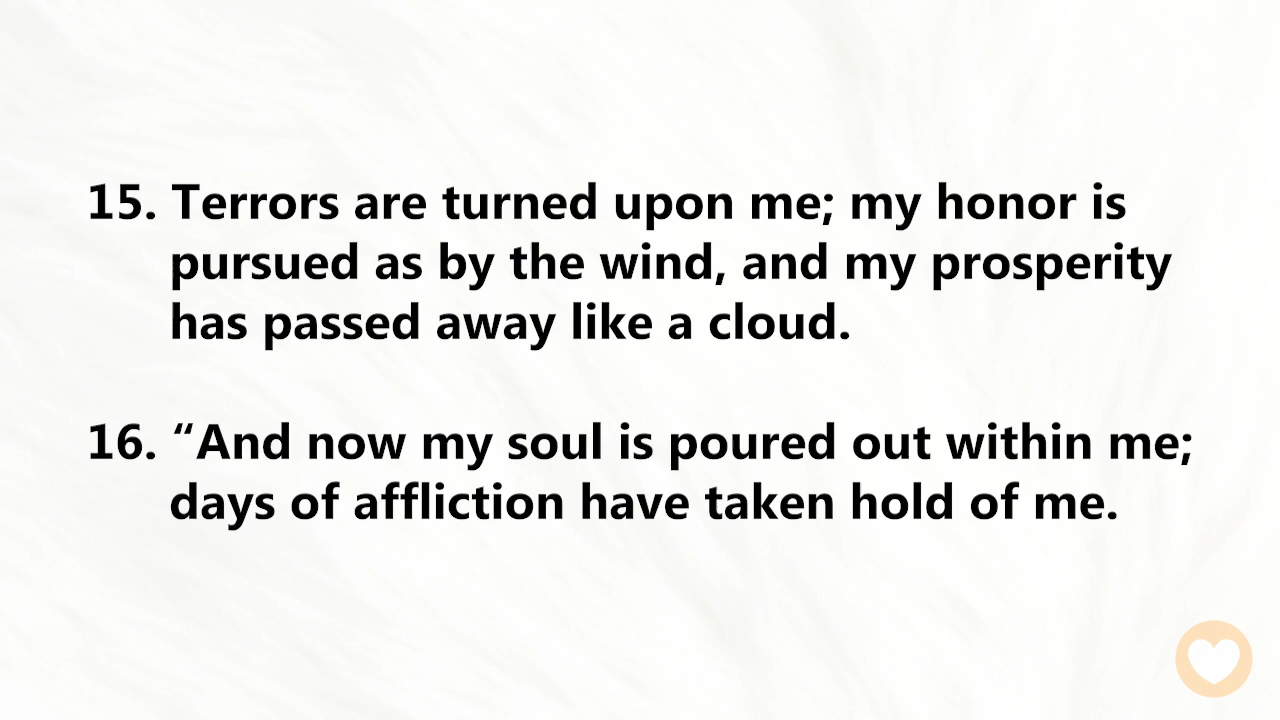 15. Terrors are turned upon me; my honor is
pursued as by the wind, and my prosperity
has passed away like a cloud.
16. “And now my soul is poured out within me;
days of affliction have taken hold of me.